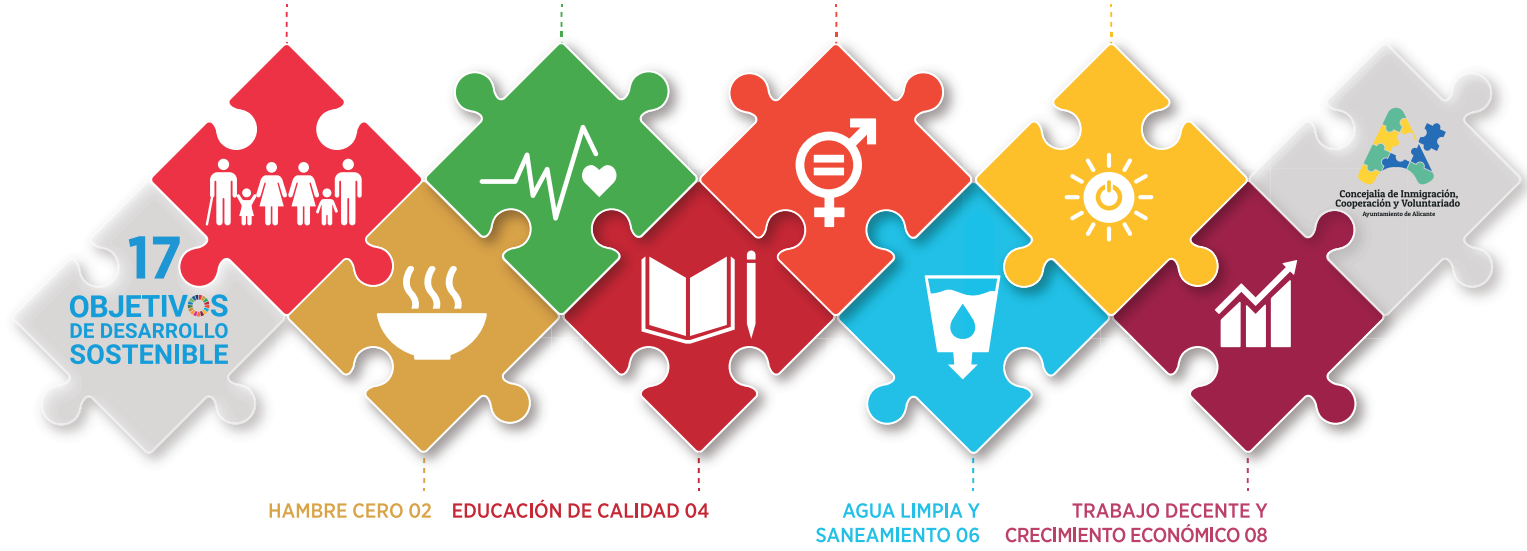 17
OBJETIVOS
DE DESARROLLO
SOSTENIBLE
Concejalía de Inmigración,
Cooperación y Voluntariado
Ayuntamiento de Alicante
HAMBRE CERO 02
EDUCACIÓN DE CALIDAD 04
AGUA LIMPIA Y
SANEAMIENTO 06
TRABAJO DECENTE Y
CRECIMIENTO ECONÓMICO 08